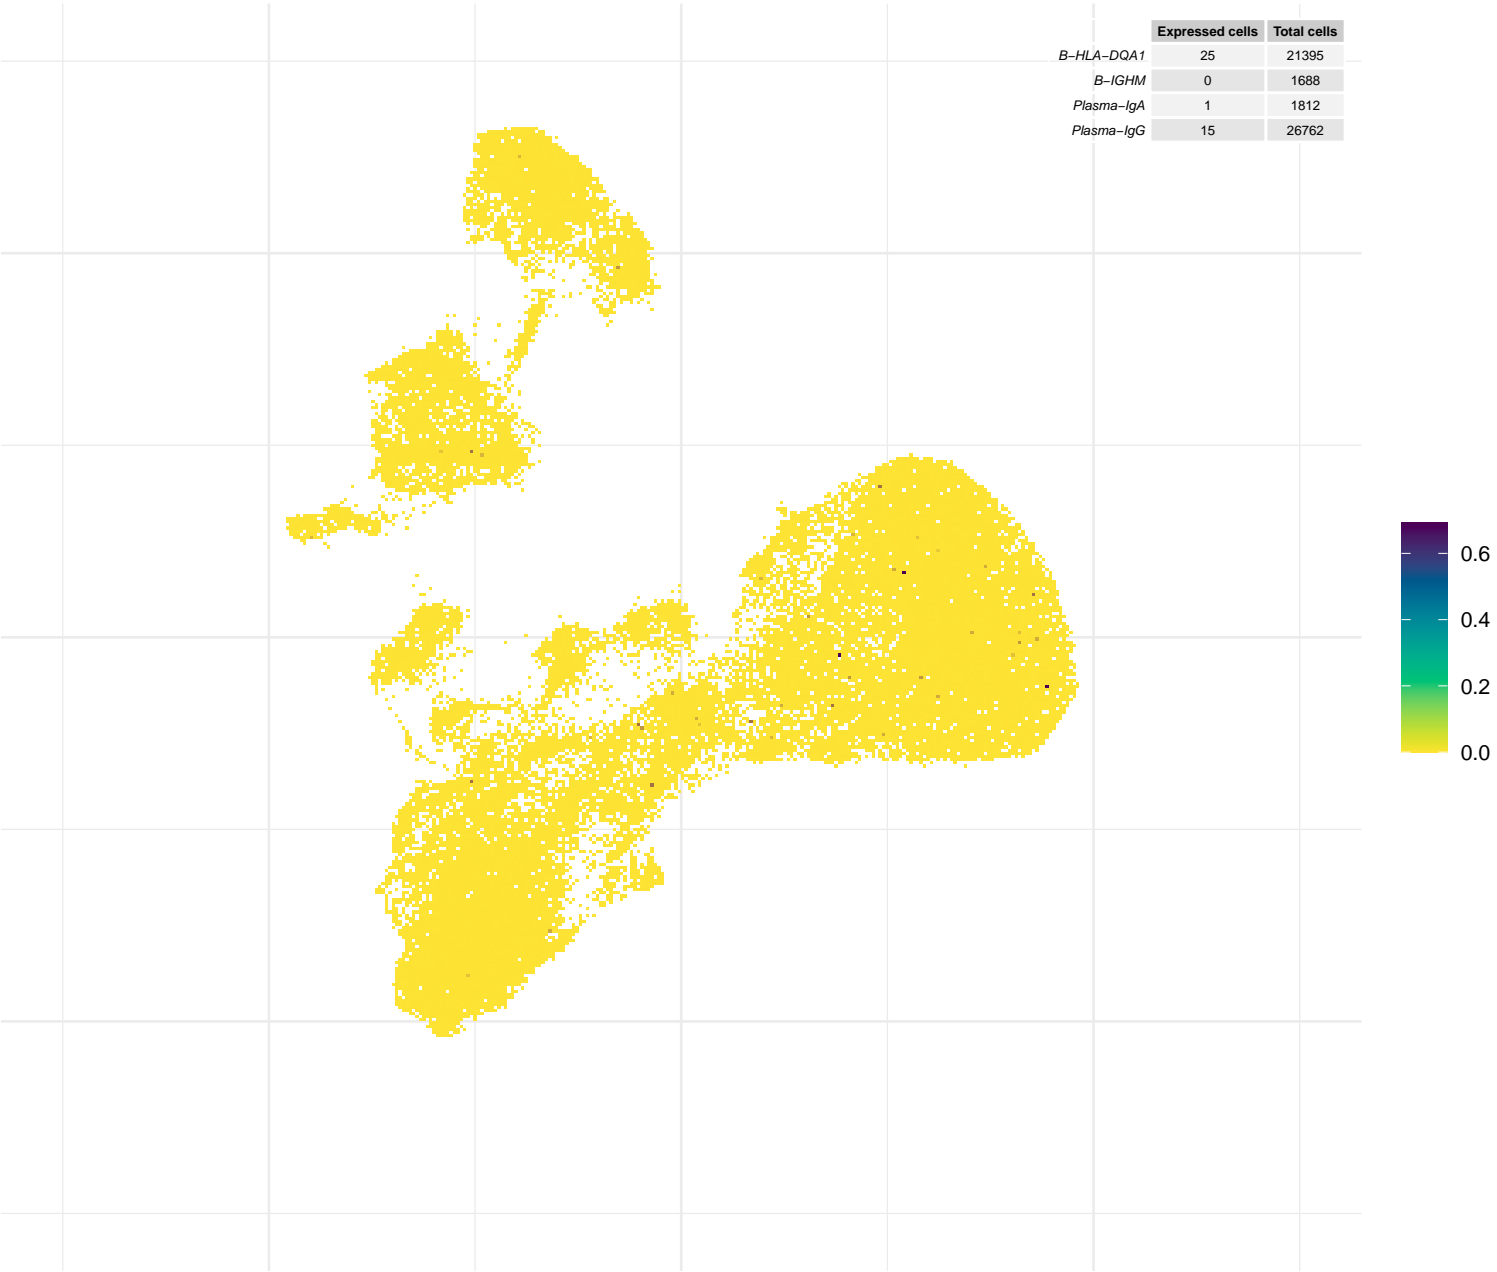 Expressed cells Total cells
B−HLA−DQA1 25 21395
B−IGHM 0 1688
Plasma−IgA 1 1812
Plasma−IgG 15 26762
0.6
0.4
0.2
0.0